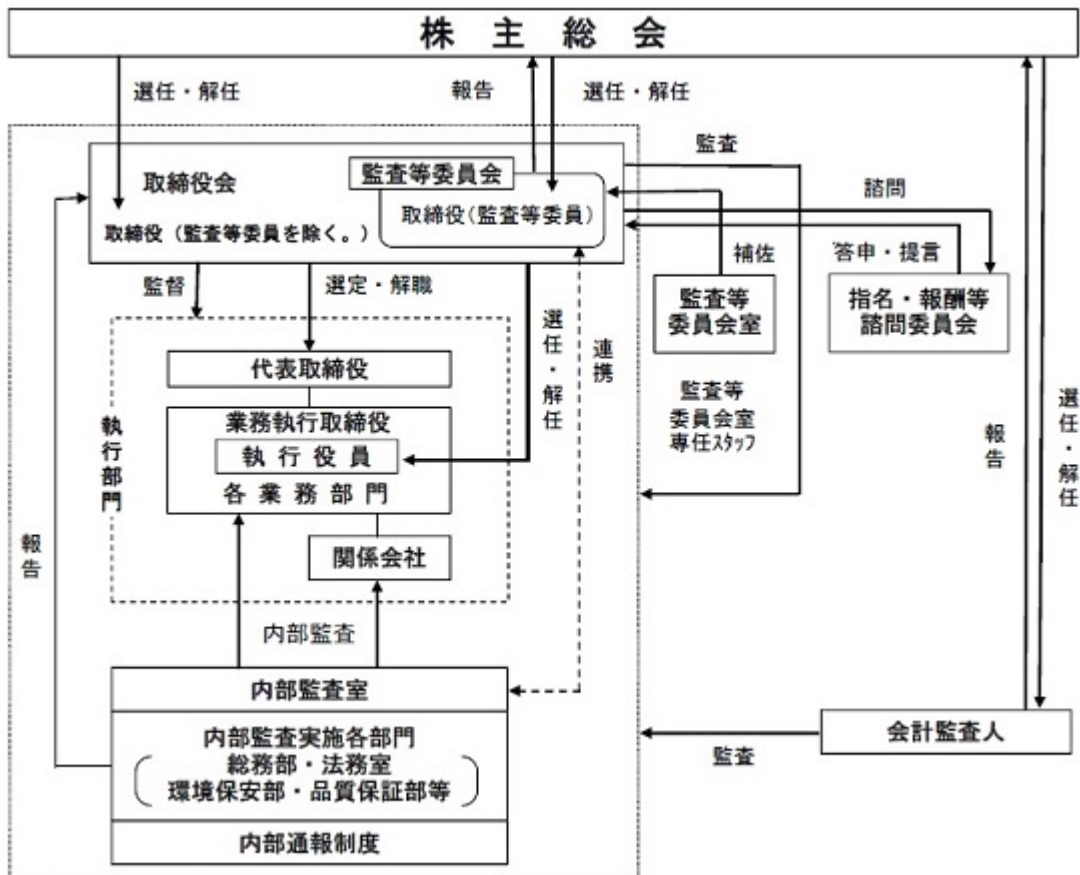 株主総会
選任・解任
報告
選任・解任
監査
取締役会
監査等委員会
取締役(監査等委員)
取締役（監査等委員を除く。）
諮問
答申・提言
補佐
監督
選定・解職
選任・解任
連携
監査等
委員会室
指名・報酬等
諮問委員会
監査等
委員会室
専任スタッフ
執行部門
代表取締役
業務執行取締役
執行役員
各業務部門
関係会社
報告
選任・解任
報告
内部監査
内部監査室
内部監査実施各部門
総務部・法務室
環境保安部・品質保証部等
内部通報制度
監査
会計監査人